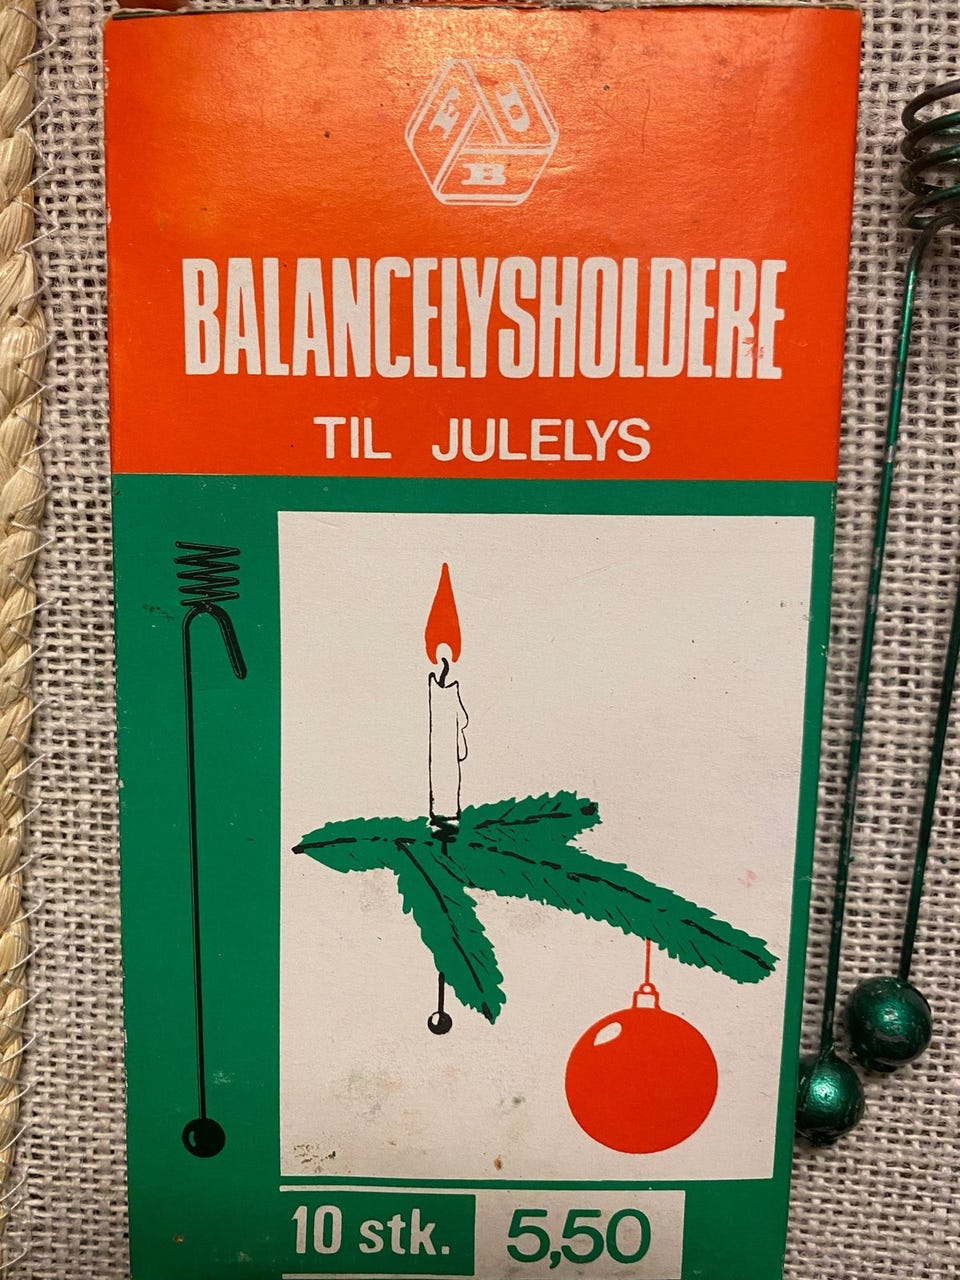 F D B
BALANCELYSHOLDERE
TIL JULELYS
10 stk. 5,50